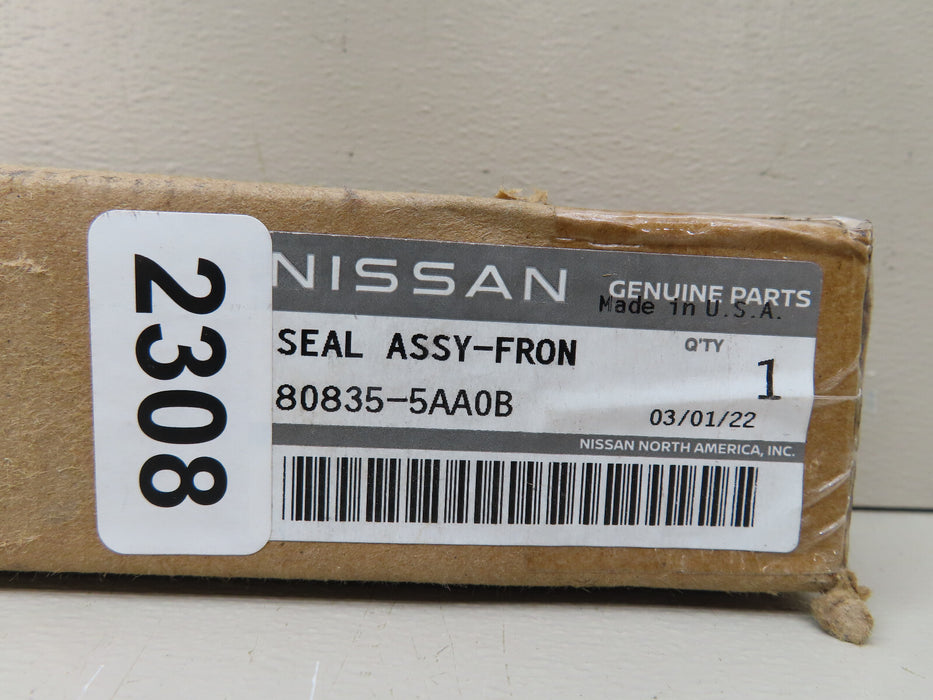 2308
NISSAN
GENUINE PARTS
Made in U.S.A.
SEAL ASSY-FRON
Q'TY
1
80835-5AA0B
03/01/22
NISSAN NORTH AMERICA, INC.